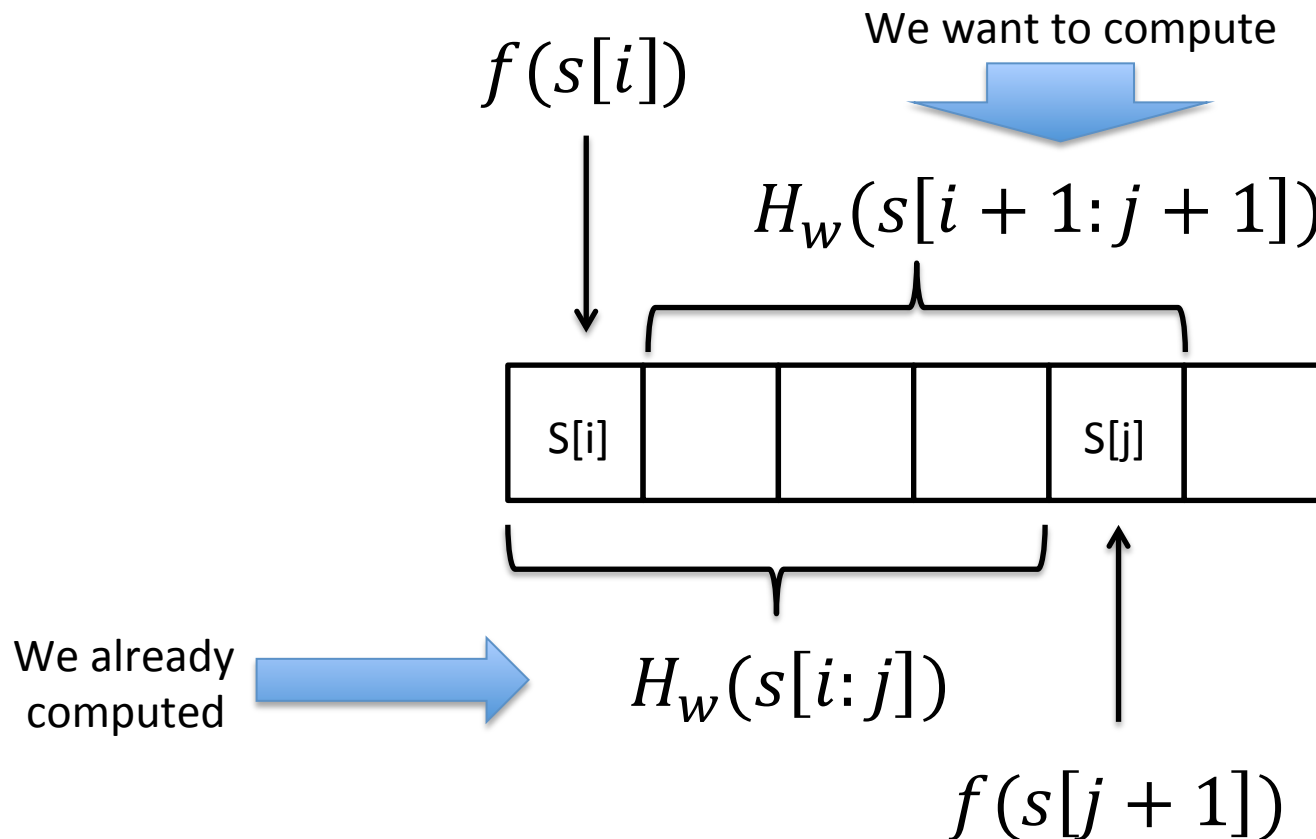 We want to compute
f(s[i])
H_w(s[i + 1: j + 1])
S[i]
S[j]
We already
computed
H_w(s[i: j])
f(s[j + 1])